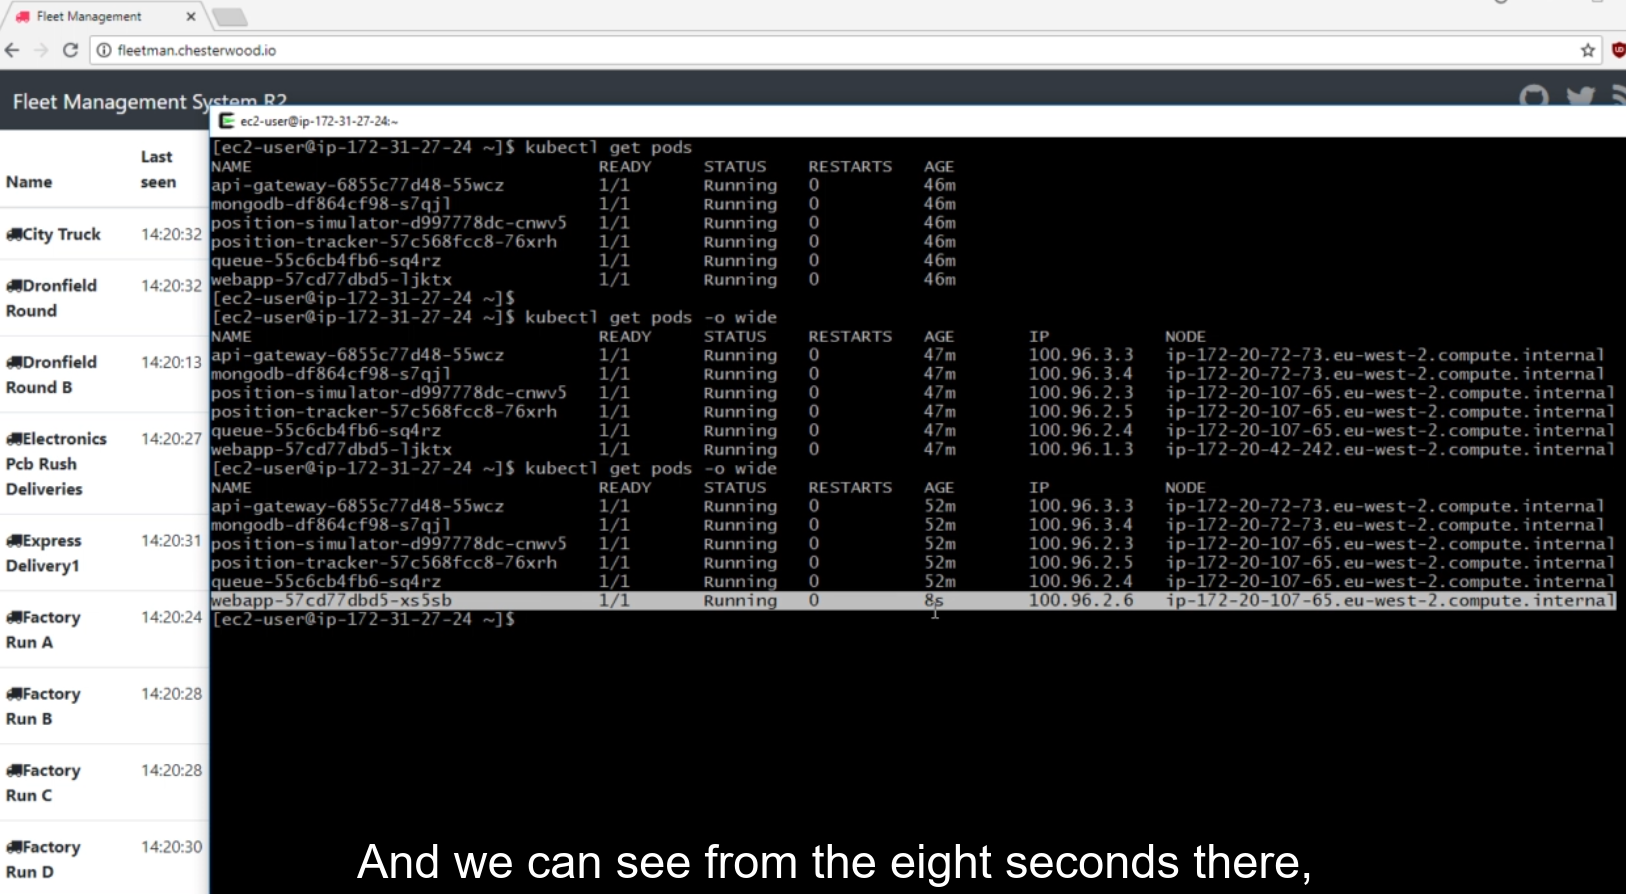 Fleet Management
fleetman.chesterwood.io
Fleet Management System R2
Name Last seen
City Truck 14:20:32
Dronfield Round 14:20:32
Dronfield Round B 14:20:13
Electronics Pcb Rush Deliveries 14:20:27
Express Delivery1 14:20:31
Factory Run A 14:20:24
Factory Run B 14:20:28
Factory Run C 14:20:28
Factory Run D 14:20:30
ec2-user@ip-172-31-27-24:~
[ec2-user@ip-172-31-27-24 ~]$ kubectl get pods
NAME READY STATUS RESTARTS AGE
api-gateway-6855c77d48-55wcz 1/1 Running 0 46m
mongodb-df864cf98-s7qjl 1/1 Running 0 46m
position-simulator-d997778dc-cnwv5 1/1 Running 0 46m
position-tracker-57c568fcc8-76xrh 1/1 Running 0 46m
queue-55c6cb4fb6-sq4rz 1/1 Running 0 46m
webapp-57cd77dbd5-ljktx 1/1 Running 0 46m
[ec2-user@ip-172-31-27-24 ~]$
[ec2-user@ip-172-31-27-24 ~]$ kubectl get pods -o wide
NAME READY STATUS RESTARTS AGE IP NODE
api-gateway-6855c77d48-55wcz 1/1 Running 0 47m 100.96.3.3 ip-172-20-72-73.eu-west-2.compute.internal
mongodb-df864cf98-s7qjl 1/1 Running 0 47m 100.96.3.4 ip-172-20-72-73.eu-west-2.compute.internal
position-simulator-d997778dc-cnwv5 1/1 Running 0 47m 100.96.2.3 ip-172-20-107-65.eu-west-2.compute.internal
position-tracker-57c568fcc8-76xrh 1/1 Running 0 47m 100.96.2.5 ip-172-20-107-65.eu-west-2.compute.internal
queue-55c6cb4fb6-sq4rz 1/1 Running 0 47m 100.96.2.4 ip-172-20-107-65.eu-west-2.compute.internal
webapp-57cd77dbd5-ljktx 1/1 Running 0 47m 100.96.1.3 ip-172-20-42-242.eu-west-2.compute.internal
[ec2-user@ip-172-31-27-24 ~]$ kubectl get pods -o wide
NAME READY STATUS RESTARTS AGE IP NODE
api-gateway-6855c77d48-55wcz 1/1 Running 0 52m 100.96.3.3 ip-172-20-72-73.eu-west-2.compute.internal
mongodb-df864cf98-s7qjl 1/1 Running 0 52m 100.96.3.4 ip-172-20-72-73.eu-west-2.compute.internal
position-simulator-d997778dc-cnwv5 1/1 Running 0 52m 100.96.2.3 ip-172-20-107-65.eu-west-2.compute.internal
position-tracker-57c568fcc8-76xrh 1/1 Running 0 52m 100.96.2.5 ip-172-20-107-65.eu-west-2.compute.internal
queue-55c6cb4fb6-sq4rz 1/1 Running 0 52m 100.96.2.4 ip-172-20-107-65.eu-west-2.compute.internal
webapp-57cd77dbd5-xs5sb 1/1 Running 0 8s 100.96.2.6 ip-172-20-107-65.eu-west-2.compute.internal
[ec2-user@ip-172-31-27-24 ~]$
And we can see from the eight seconds there,